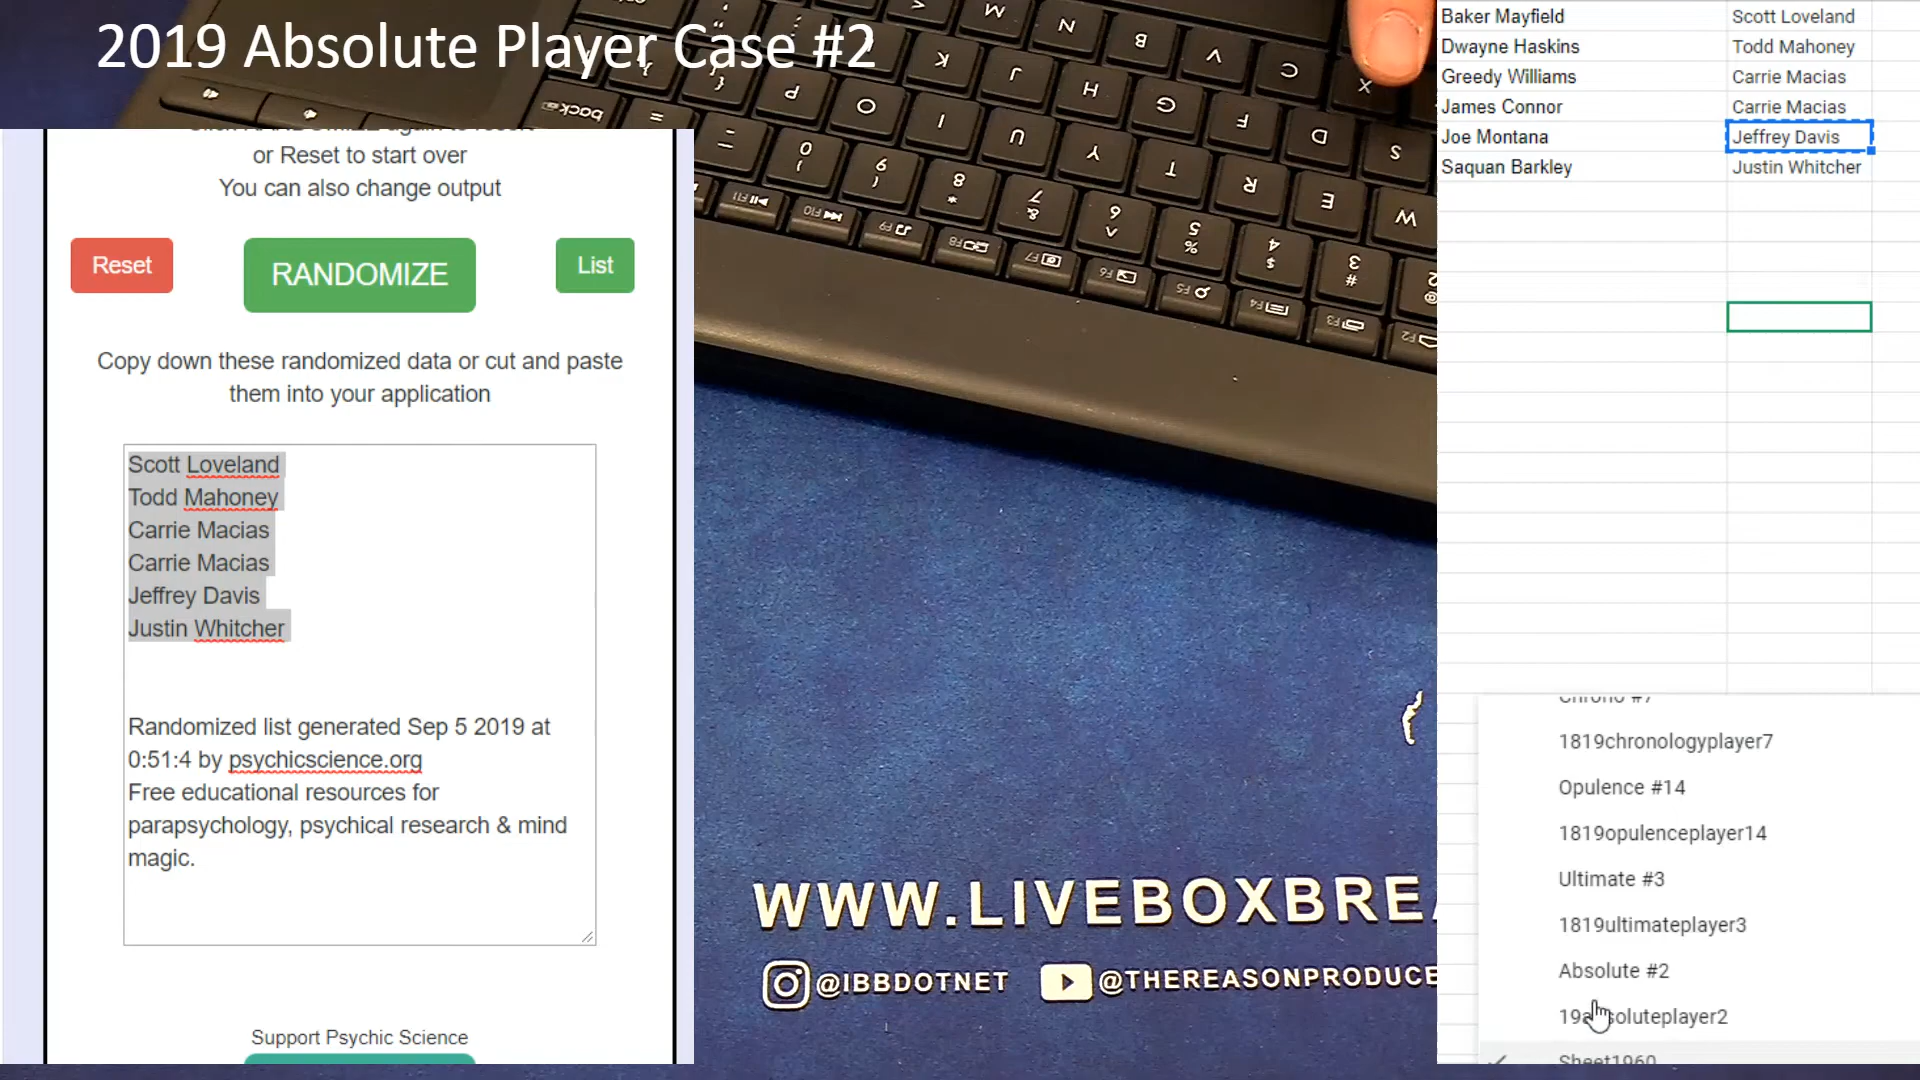 2019 Absolute Player Case #2
or Reset to start over
You can also change output
Reset
RANDOMIZE
List
Copy down these randomized data or cut and paste
them into your application
Scott Loveland
Todd Mahoney
Carrie Macias
Carrie Macias
Jeffrey Davis
Justin Whitcher
Randomized list generated Sep 5 2019 at
0:51:4 by psychicscience.org
Free educational resources for
parapsychology, psychical research & mind
magic.
Support Psychic Science
backs
WWW.LIVEBOXBRE
@IBBDOTNET
@THEREASONPRODUCE
Baker Mayfield Scott Loveland
Dwayne Haskins Todd Mahoney
Greedy Williams Carrie Macias
James Connor Carrie Macias
Joe Montana Jeffrey Davis
Saquan Barkley Justin Whitcher
Chrono #7
1819chronologyplayer7
Opulence #14
1819opulenceplayer14
Ultimate #3
1819ultimateplayer3
Absolute #2
19absoluteplayer2
Sheet1960